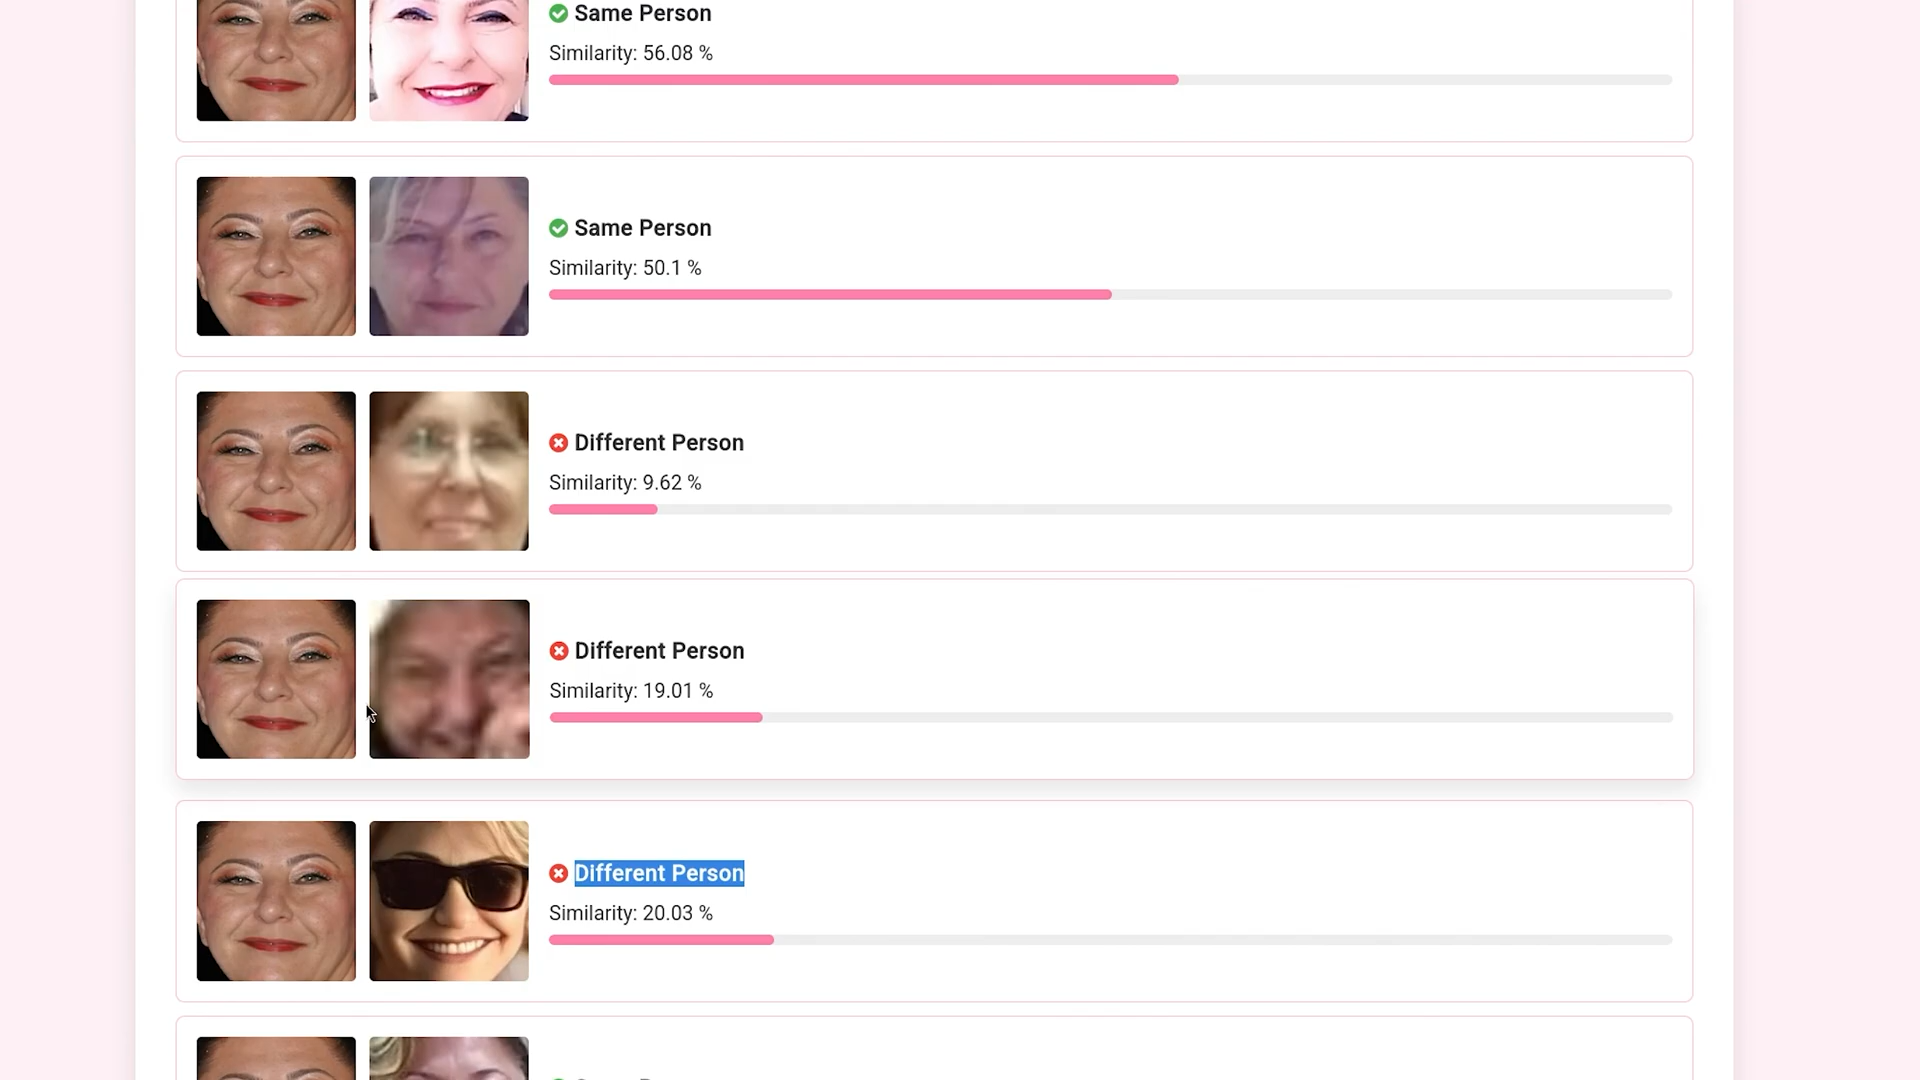 Same Person
Similarity: 56.08 %
Same Person
Similarity: 50.1 %
Different Person
Similarity: 9.62 %
Different Person
Similarity: 19.01 %
Different Person
Similarity: 20.03 %